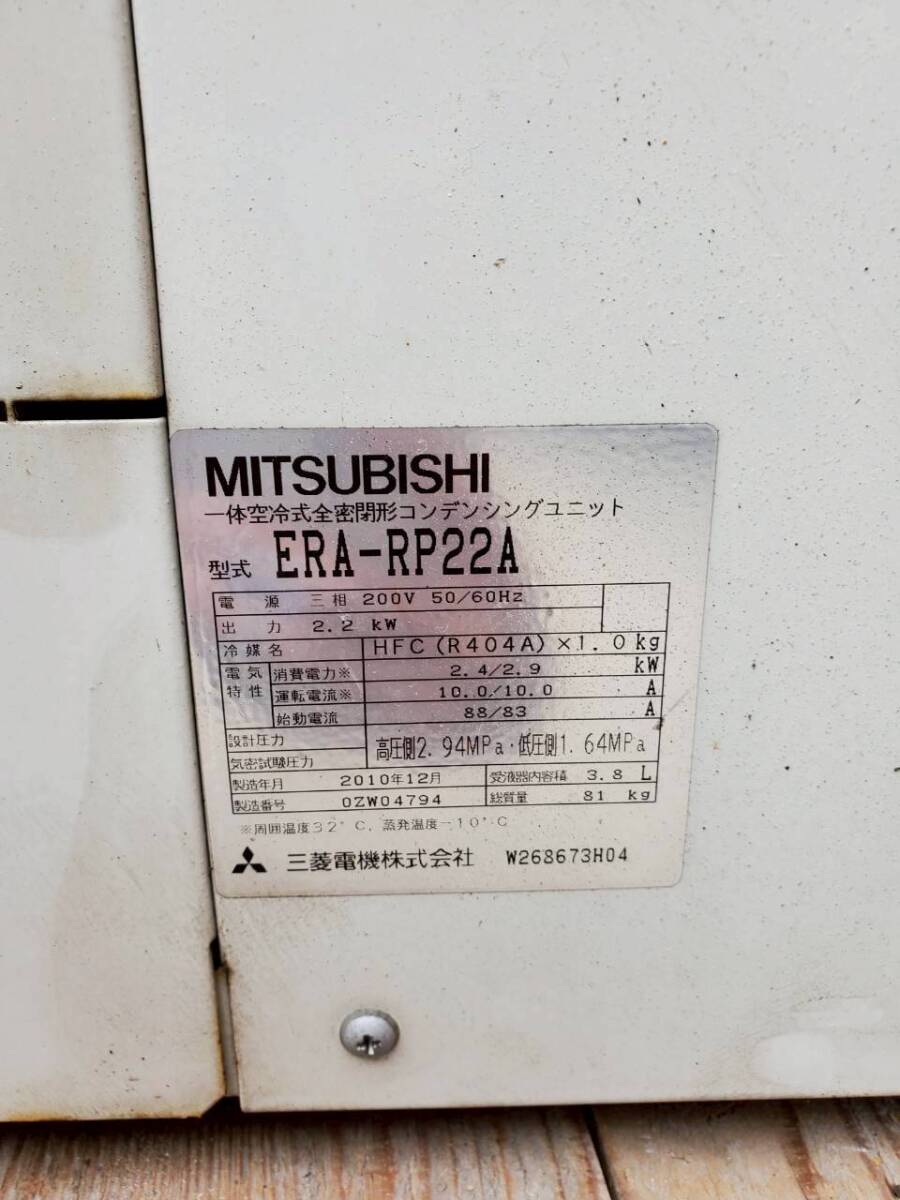 MITSUBISHI
一体空冷式全密閉形コンデンシングユニット
型式 ERA-RP22A
電源 三相 200V 50/60Hz
出力 2.2 kW
冷媒名 HFC(R404A)×1.0kg
電気特性 消費電力※ 2.4/2.9 kW
運転電流※ 10.0/10.0 A
始動電流 88/83 A
設計圧力
気密試験圧力 高圧側2.94MPa・低圧側1.64MPa
製造年月 2010年12月 受液器内容積 3.8 L
製造番号 0ZW04794 総質量 81 kg
※周囲温度32°C、蒸発温度-10°C
三菱電機株式会社 W268673H04